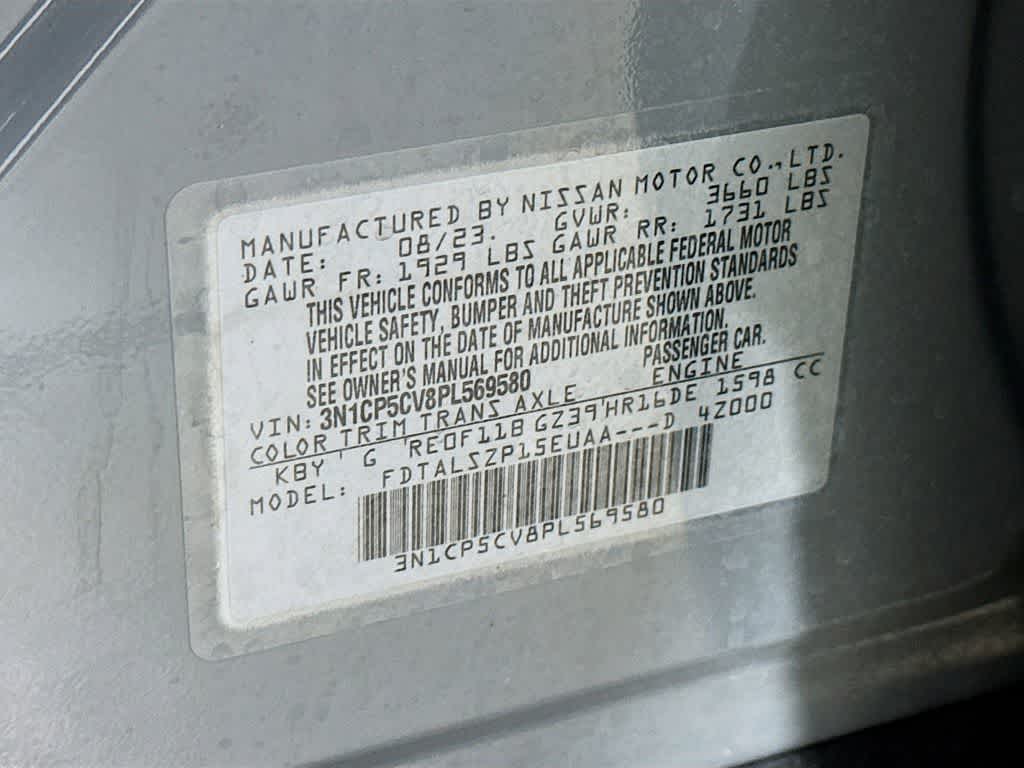 MANUFACTURED BY NISSAN MOTOR CO.,LTD.
DATE: 08/23. GVWR: 3660 LBS
GAWR FR: 1929 LBS GAWR RR: 1731 LBS
THIS VEHICLE CONFORMS TO ALL APPLICABLE FEDERAL MOTOR
VEHICLE SAFETY, BUMPER AND THEFT PREVENTION STANDARDS
IN EFFECT ON THE DATE OF MANUFACTURE SHOWN ABOVE.
SEE OWNER'S MANUAL FOR ADDITIONAL INFORMATION.
VIN: 3N1CP5CV8PL569580 PASSENGER CAR.
COLOR TRIM TRANS AXLE ENGINE
KBY ' G 'RE0F11B GZ39'HR16DE 1598 CC
MODEL: FDTALSZP15EUAA---D 4Z000
3N1CP5CV8PL569580